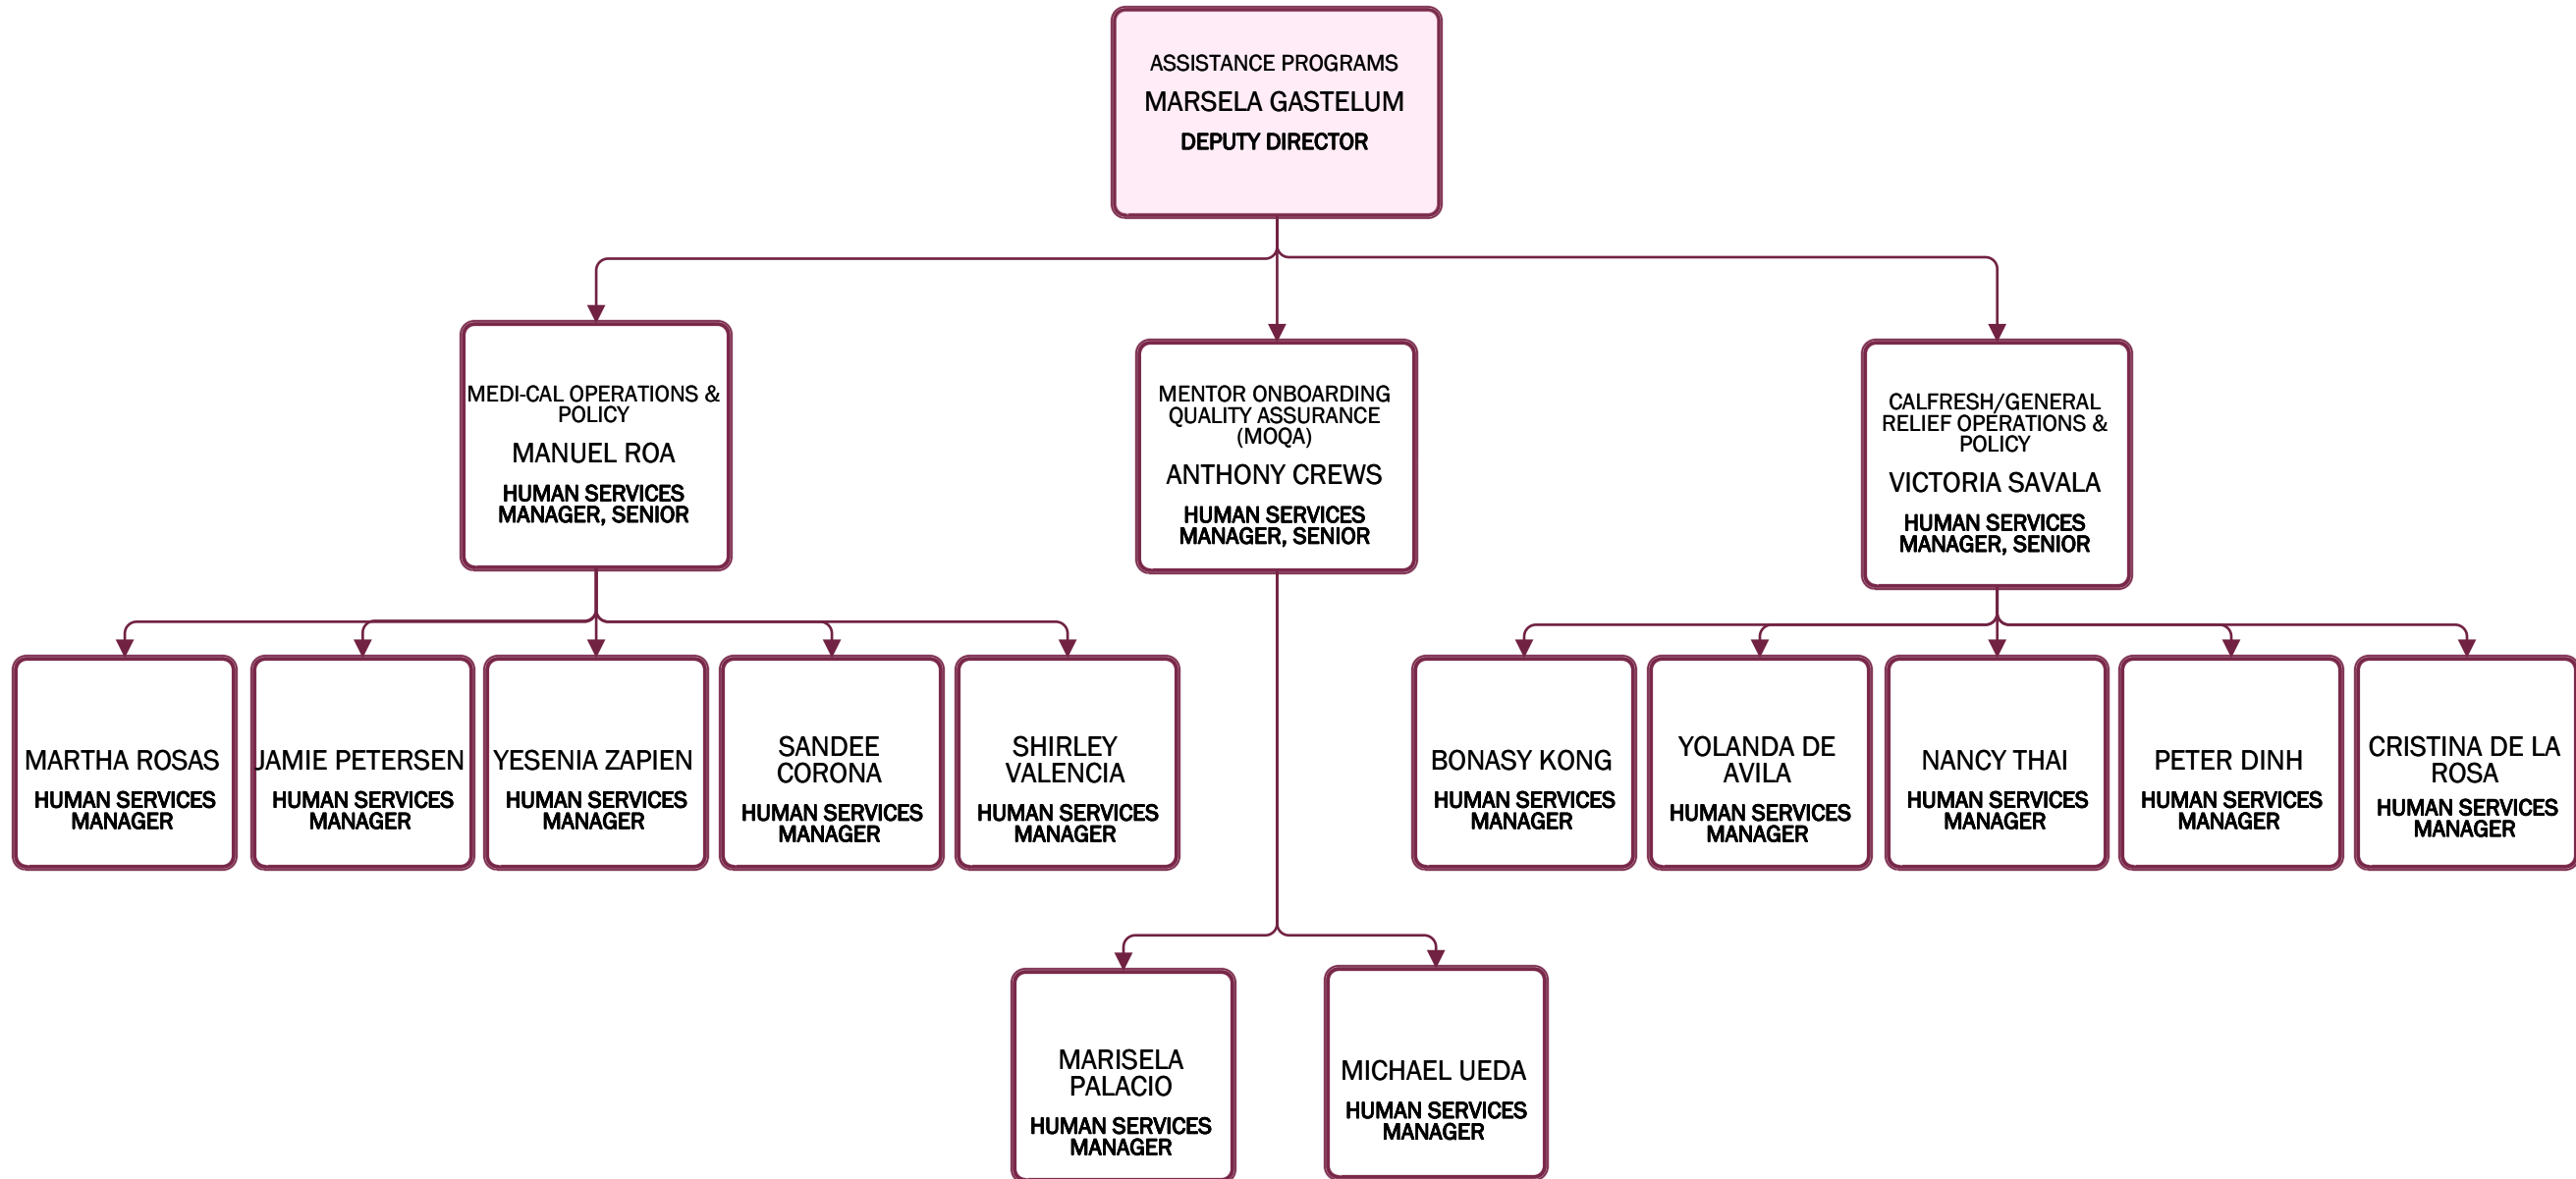 ASSISTANCE PROGRAMS
MARSELA GASTELUM
DEPUTY DIRECTOR
MEDI-CAL OPERATIONS &
POLICY
MANUEL ROA
HUMAN SERVICES
MANAGER, SENIOR
MENTOR ONBOARDING
QUALITY ASSURANCE
(MOQA)
ANTHONY CREWS
HUMAN SERVICES
MANAGER, SENIOR
CALFRESH/GENERAL
RELIEF OPERATIONS &
POLICY
VICTORIA SAVALA
HUMAN SERVICES
MANAGER, SENIOR
MARTHA ROSAS
HUMAN SERVICES
MANAGER
JAMIE PETERSEN
HUMAN SERVICES
MANAGER
YESENIA ZAPIEN
HUMAN SERVICES
MANAGER
SANDEE
CORONA
HUMAN SERVICES
MANAGER
SHIRLEY
VALENCIA
HUMAN SERVICES
MANAGER
BONASY KONG
HUMAN SERVICES
MANAGER
YOLANDA DE
AVILA
HUMAN SERVICES
MANAGER
NANCY THAI
HUMAN SERVICES
MANAGER
PETER DINH
HUMAN SERVICES
MANAGER
CRISTINA DE LA
ROSA
HUMAN SERVICES
MANAGER
MARISELA
PALACIO
HUMAN SERVICES
MANAGER
MICHAEL UEDA
HUMAN SERVICES
MANAGER